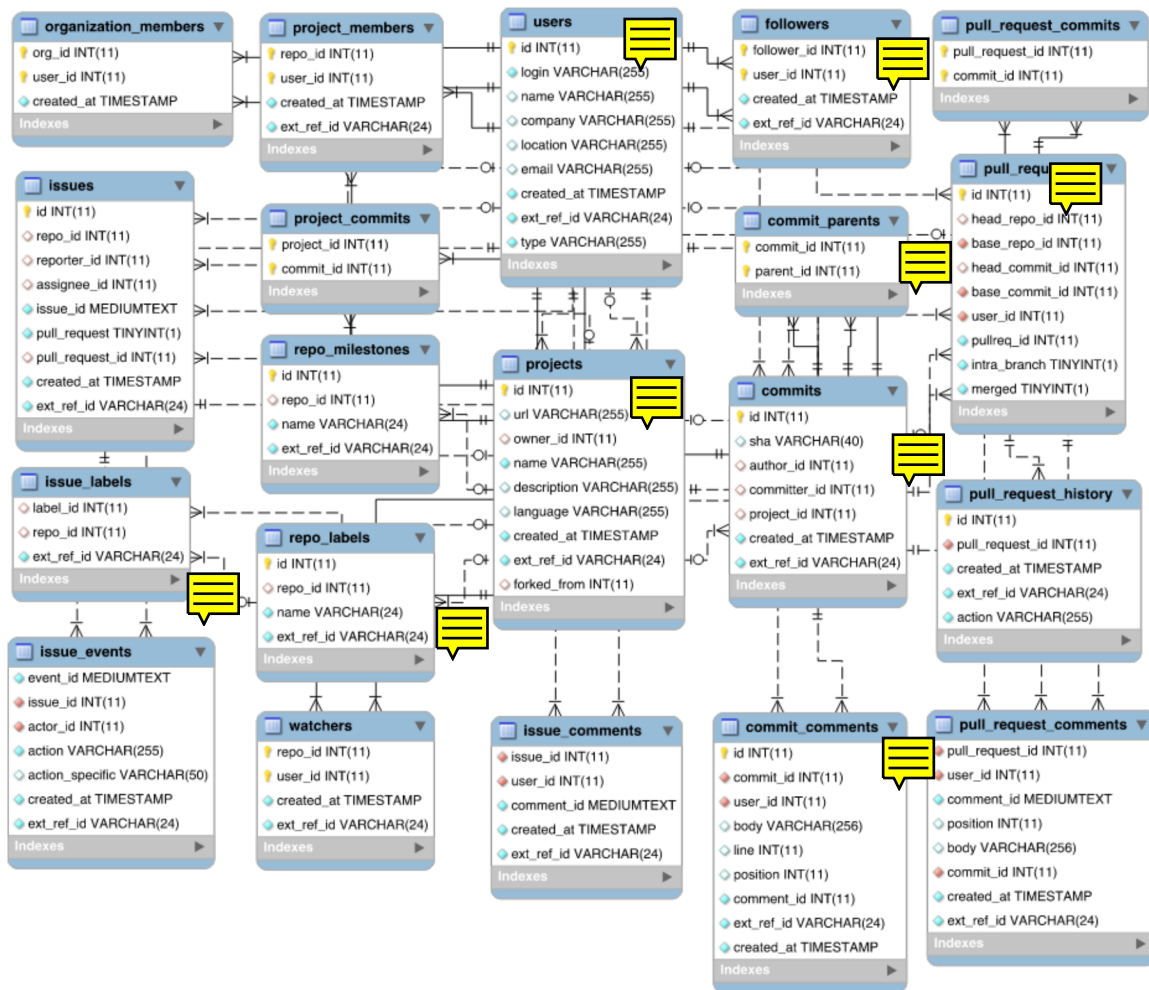 organization_members
org_id INT(11)
user_id INT(11)
created_at TIMESTAMP
Indexes
project_members
repo_id INT(11)
user_id INT(11)
created_at TIMESTAMP
ext_ref_id VARCHAR(24)
Indexes
users
id INT(11)
login VARCHAR(255)
name VARCHAR(255)
company VARCHAR(255)
location VARCHAR(255)
email VARCHAR(255)
created_at TIMESTAMP
ext_ref_id VARCHAR(24)
type VARCHAR(255)
Indexes
followers
follower_id INT(11)
user_id INT(11)
created_at TIMESTAMP
ext_ref_id VARCHAR(24)
Indexes
pull_request_commits
pull_request_id INT(11)
commit_id INT(11)
Indexes
issues
id INT(11)
repo_id INT(11)
reporter_id INT(11)
assignee_id INT(11)
issue_id MEDIUMTEXT
pull_request TINYINT(1)
pull_request_id INT(11)
created_at TIMESTAMP
ext_ref_id VARCHAR(24)
Indexes
project_commits
project_id INT(11)
commit_id INT(11)
Indexes
commit_parents
commit_id INT(11)
parent_id INT(11)
Indexes
id INT(11)
head_repo_id INT(11)
base_repo_id INT(11)
head_commit_id INT(11)
base_commit_id INT(11)
user_id INT(11)
pullreq_id INT(11)
intra_branch TINYINT(1)
merged TINYINT(1)
Indexes
repo_milestones
id INT(11)
repo_id INT(11)
name VARCHAR(24)
ext_ref_id VARCHAR(24)
Indexes
projects
id INT(11)
url VARCHAR(255)
owner_id INT(11)
name VARCHAR(255)
description VARCHAR(255)
language VARCHAR(255)
created_at TIMESTAMP
ext_ref_id VARCHAR(24)
forked_from INT(11)
Indexes
commits
id INT(11)
sha VARCHAR(40)
author_id INT(11)
committer_id INT(11)
project_id INT(11)
created_at TIMESTAMP
ext_ref_id VARCHAR(24)
Indexes
issue_labels
label_id INT(11)
repo_id INT(11)
ext_ref_id VARCHAR(24)
Indexes
repo_labels
id INT(11)
repo_id INT(11)
name VARCHAR(24)
ext_ref_id VARCHAR(24)
Indexes
pull_request_history
id INT(11)
pull_request_id INT(11)
created_at TIMESTAMP
ext_ref_id VARCHAR(24)
action VARCHAR(255)
Indexes
issue_events
event_id MEDIUMTEXT
issue_id INT(11)
actor_id INT(11)
action VARCHAR(255)
action_specific VARCHAR(50)
created_at TIMESTAMP
ext_ref_id VARCHAR(24)
Indexes
watchers
repo_id INT(11)
user_id INT(11)
created_at TIMESTAMP
ext_ref_id VARCHAR(24)
Indexes
issue_comments
issue_id INT(11)
user_id INT(11)
comment_id MEDIUMTEXT
created_at TIMESTAMP
ext_ref_id VARCHAR(24)
Indexes
commit_comments
id INT(11)
commit_id INT(11)
user_id INT(11)
body VARCHAR(256)
line INT(11)
position INT(11)
comment_id INT(11)
ext_ref_id VARCHAR(24)
created_at TIMESTAMP
Indexes
pull_request_comments
pull_request_id INT(11)
user_id INT(11)
comment_id MEDIUMTEXT
position INT(11)
body VARCHAR(256)
commit_id INT(11)
created_at TIMESTAMP
ext_ref_id VARCHAR(24)
Indexes